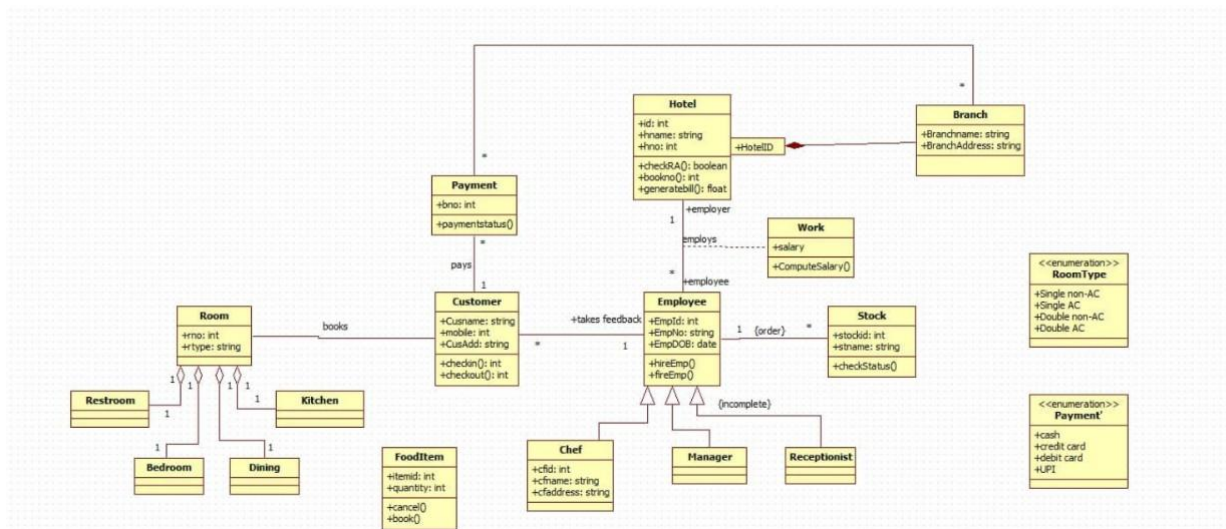 *
Hotel
+id: int
+hname: string
+hno: int
+checkRA(): boolean
+bookno(): int
+generatebill(): float
+HotelID
Branch
+Branchname: string
+BranchAddress: string
*
Payment
+bno: int
+paymentstatus()
*
pays
1
+employer
1
employs
*
+employee
Work
+salary
+ComputeSalary()
<<enumeration>>
RoomType
+Single non-AC
+Single AC
+Double non-AC
+Double AC
Room
+rno: int
+rtype: string
books
Customer
+Cusname: string
+mobile: int
+CusAdd: string
+checkin(): int
+checkout(): int
+takes feedback
*
1
Employee
+EmpId: int
+EmpNo: string
+EmpDOB: date
+hireEmp()
+fireEmp()
1
{order}
*
Stock
+stockid: int
+stname: string
+checkStatus()
1
1
1
1
Restroom
1
Kitchen
1
1
Bedroom
1
Dining
{incomplete}
FoodItem
+itemid: int
+quantity: int
+cancel()
+book()
Chef
+cfid: int
+cfname: string
+cfaddress: string
Manager
Receptionist
<<enumeration>>
Payment'
+cash
+credit card
+debit card
+UPI